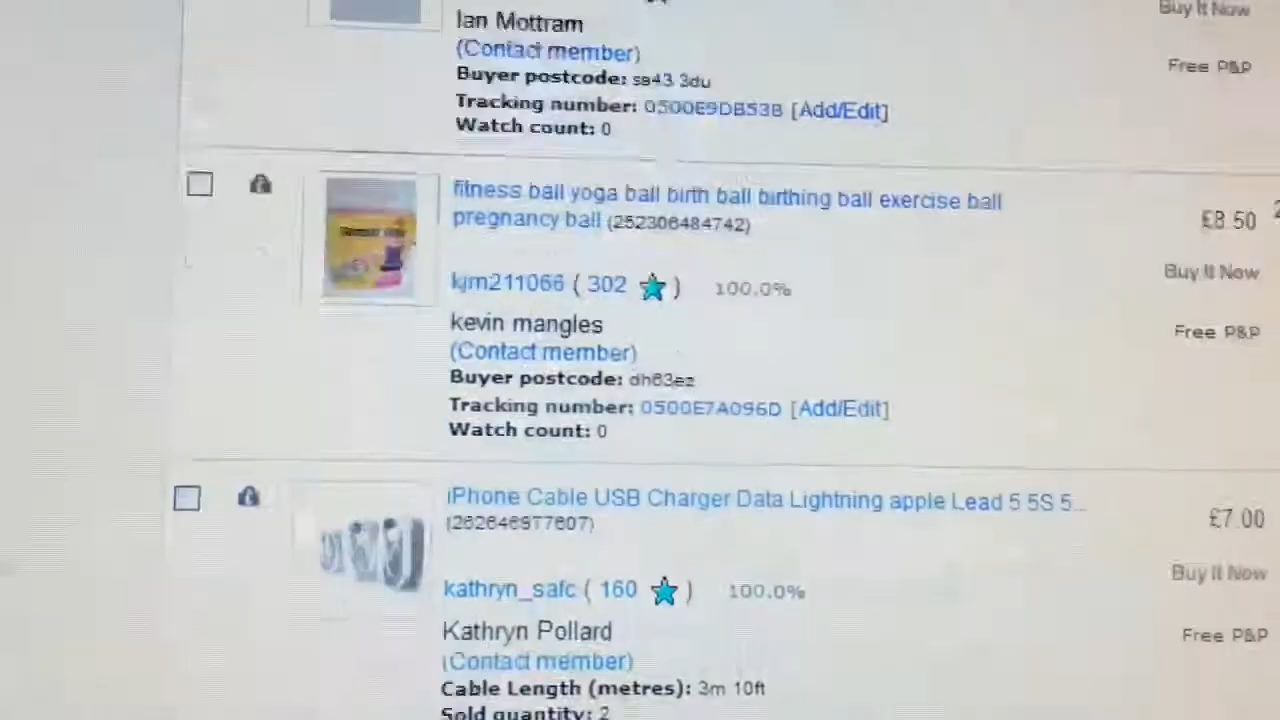 Ian Mottram
Buy It Now
(Contact member)
Free P&P
Buyer postcode: sa43 3du
Tracking number: 0500E9DB53B [Add/Edit]
Watch count: 0
fitness ball yoga ball birth ball birthing ball exercise ball
pregnancy ball (252306484742)
£8.50
kjm211066 ( 302 ) 100.0%
Buy It Now
kevin mangles
Free P&P
(Contact member)
Buyer postcode: dh63ez
Tracking number: 0500E7A096D [Add/Edit]
Watch count: 0
iPhone Cable USB Charger Data Lightning apple Lead 5 5S 5...
(262646977607)
£7.00
kathryn_safc ( 160 ) 100.0%
Buy It Now
Kathryn Pollard
Free P&P
(Contact member)
Cable Length (metres): 3m 10ft
Sold quantity: 2